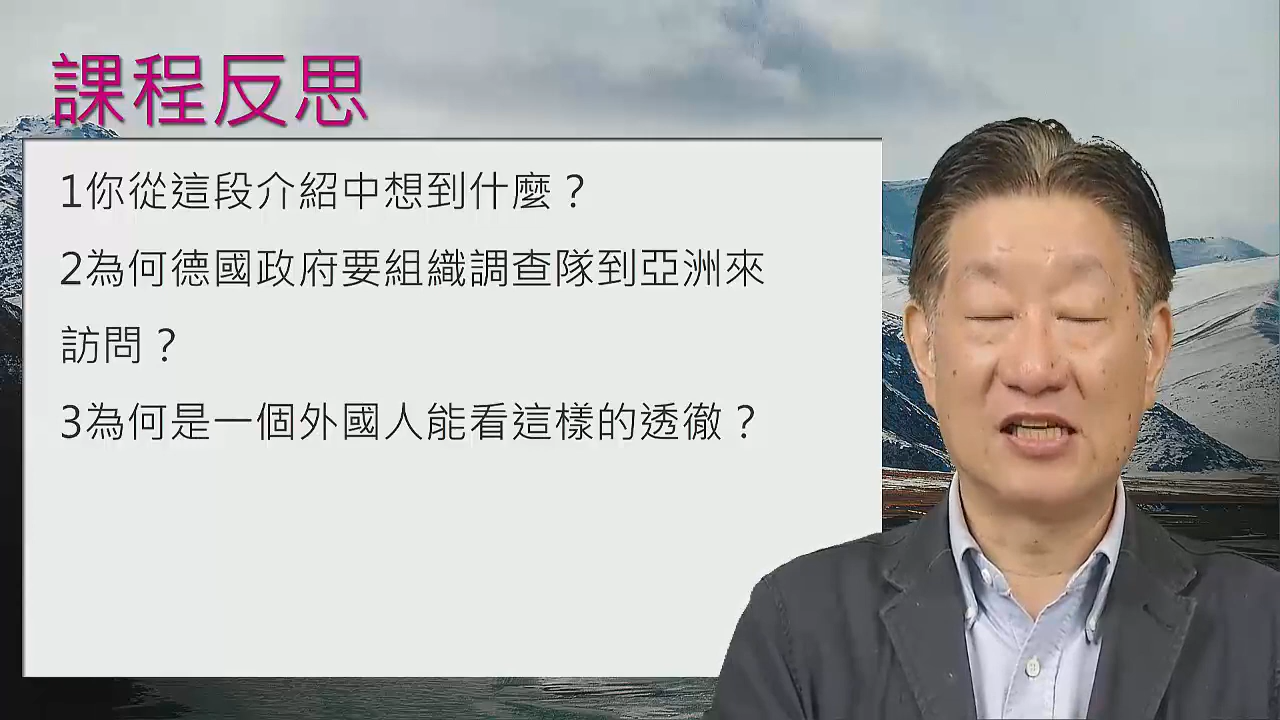 課程反思
1你從這段介紹中想到什麼？
2為何德國政府要組織調查隊到亞洲來
訪問？
3為何是一個外國人能看這樣的透徹？